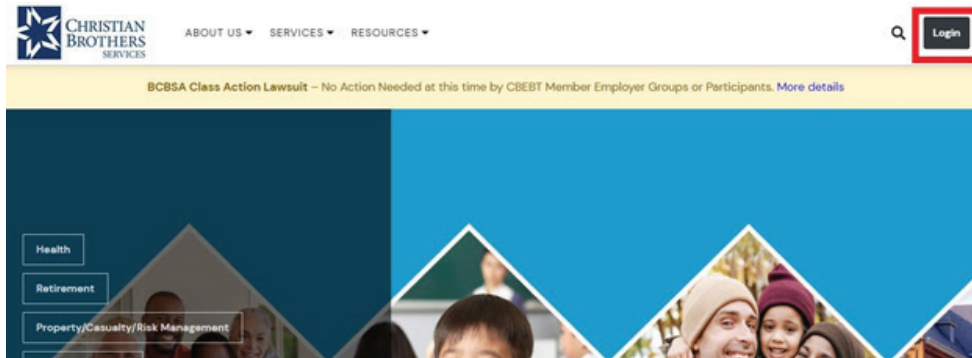 CHRISTIAN
BROTHERS
SERVICES
ABOUT US SERVICES RESOURCES Login
BCBSA Class Action Lawsuit – No Action Needed at this time by CBEBT Member Employer Groups or Participants. More details
Health
Retirement
Property/Casualty/Risk Management